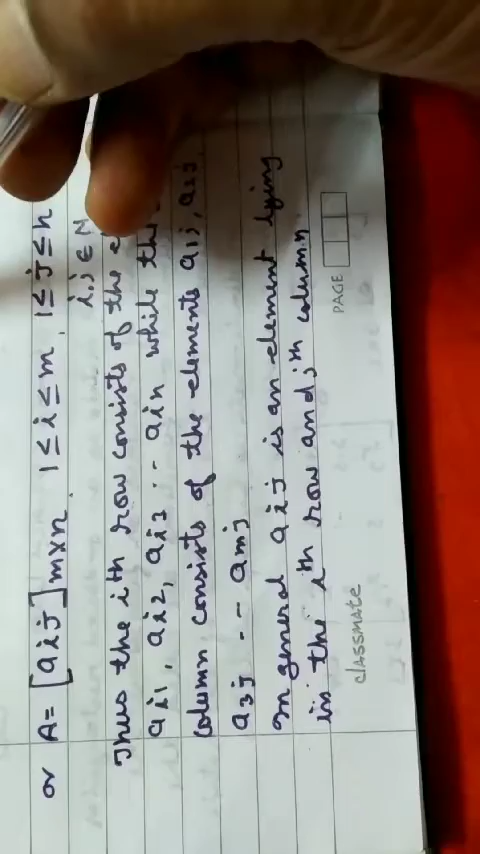 or A = [aij]m×n, 1≤i≤m, 1≤j≤n
i,j ∈ N
Thus the ith row consists of the
ai1, ai2, ai3 -- ain while the
column consists of the elements a1j, a2j
a3j -- amj
In general aij is an element lying
in the ith row and jth column.
classmate
PAGE